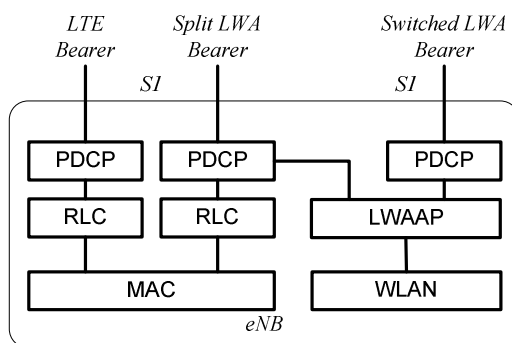 LTE Bearer
Split LWA Bearer
Switched LWA Bearer
S1
S1
PDCP
PDCP
PDCP
RLC
RLC
LWAAP
MAC
WLAN
eNB